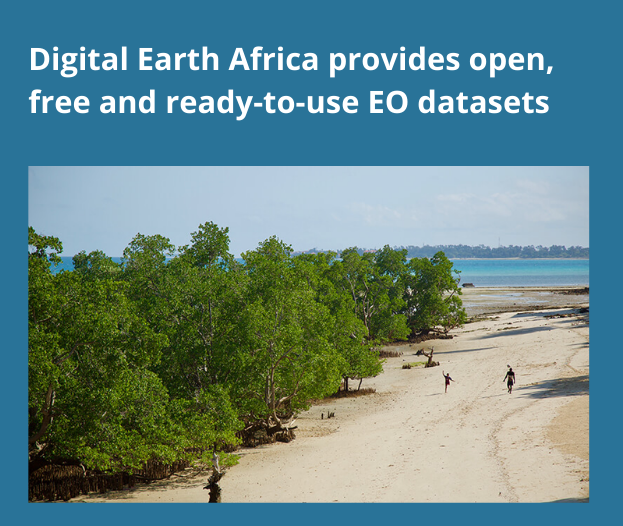 Digital Earth Africa provides open,
free and ready-to-use EO datasets